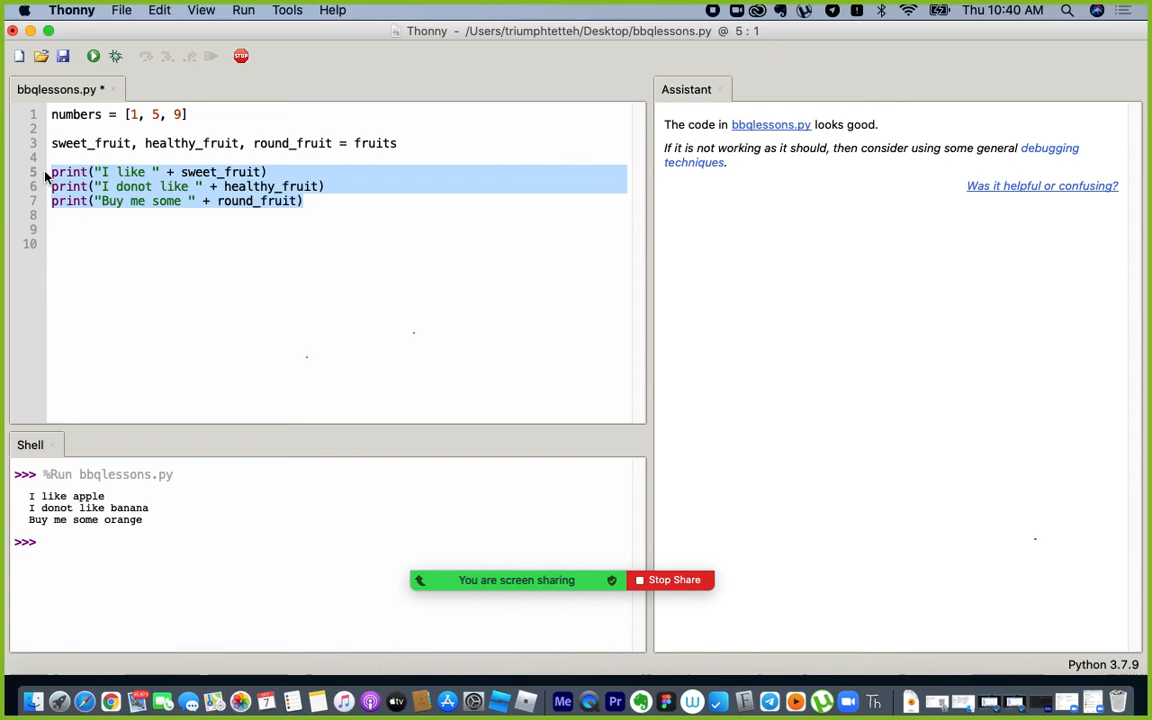 Thonny File Edit View Run Tools Help Thu 10:40 AM
Thonny - /Users/triumphtetteh/Desktop/bbqlessons.py @ 5 : 1
STOP
bbqlessons.py *
1 numbers = [1, 5, 9]
2
3 sweet_fruit, healthy_fruit, round_fruit = fruits
4
5 print("I like " + sweet_fruit)
6 print("I donot like " + healthy_fruit)
7 print("Buy me some " + round_fruit)
8
9
10
Assistant
The code in bbqlessons.py looks good.
If it is not working as it should, then consider using some general debugging
techniques.
Was it helpful or confusing?
Shell
>>> %Run bbqlessons.py
I like apple
I donot like banana
Buy me some orange
>>>
You are screen sharing Stop Share
Python 3.7.9